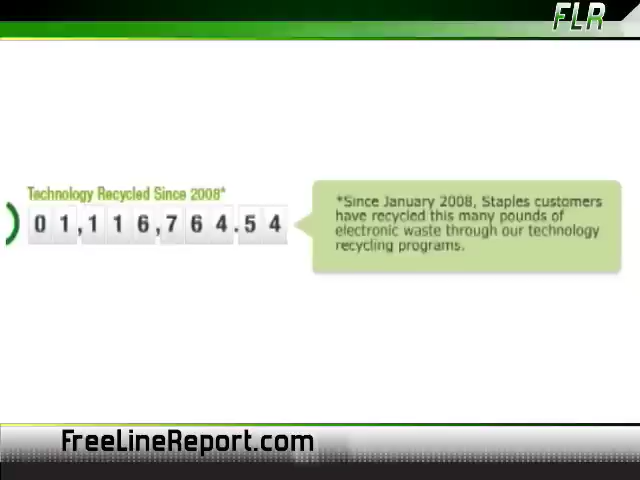 FLR
Technology Recycled Since 2008*
01,116,764.54
*Since January 2008, Staples customers
have recycled this many pounds of
electronic waste through our technology
recycling programs.
FreeLineReport.com